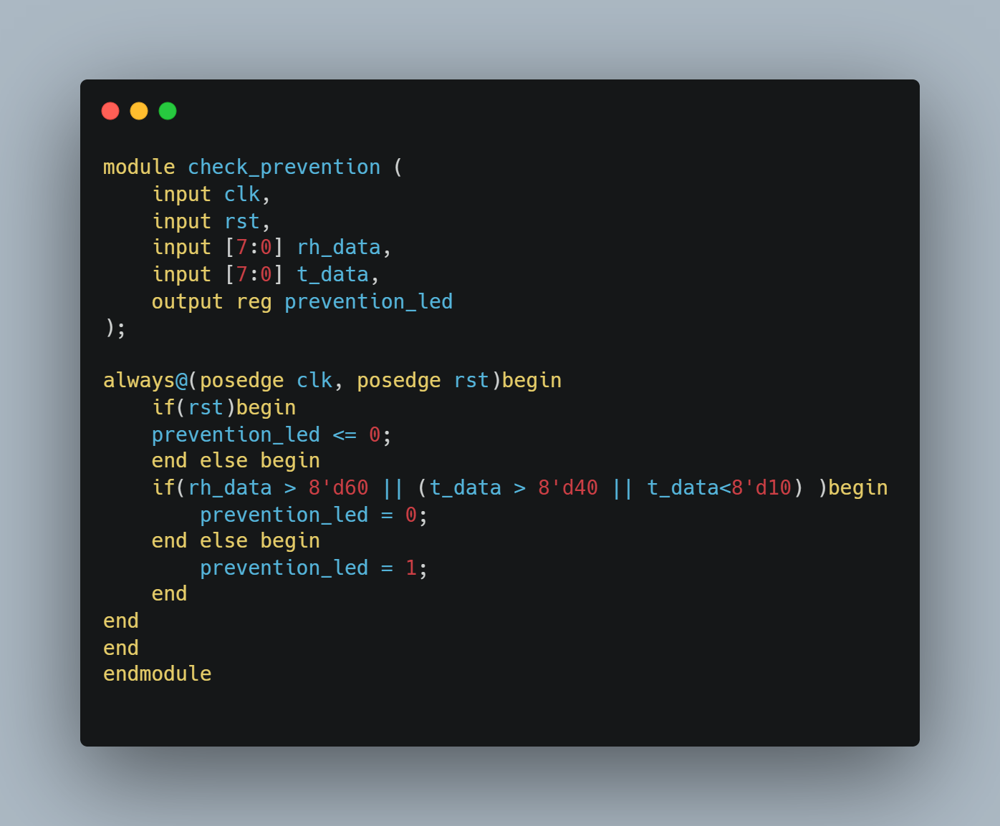 module check_prevention (
    input clk,
    input rst,
    input [7:0] rh_data,
    input [7:0] t_data,
    output reg prevention_led
);
always@(posedge clk, posedge rst)begin
    if(rst)begin
    prevention_led <= 0;
    end else begin
    if(rh_data > 8'd60 || (t_data > 8'd40 || t_data<8'd10) )begin
        prevention_led = 0;
    end else begin
        prevention_led = 1;
    end
end
end
endmodule